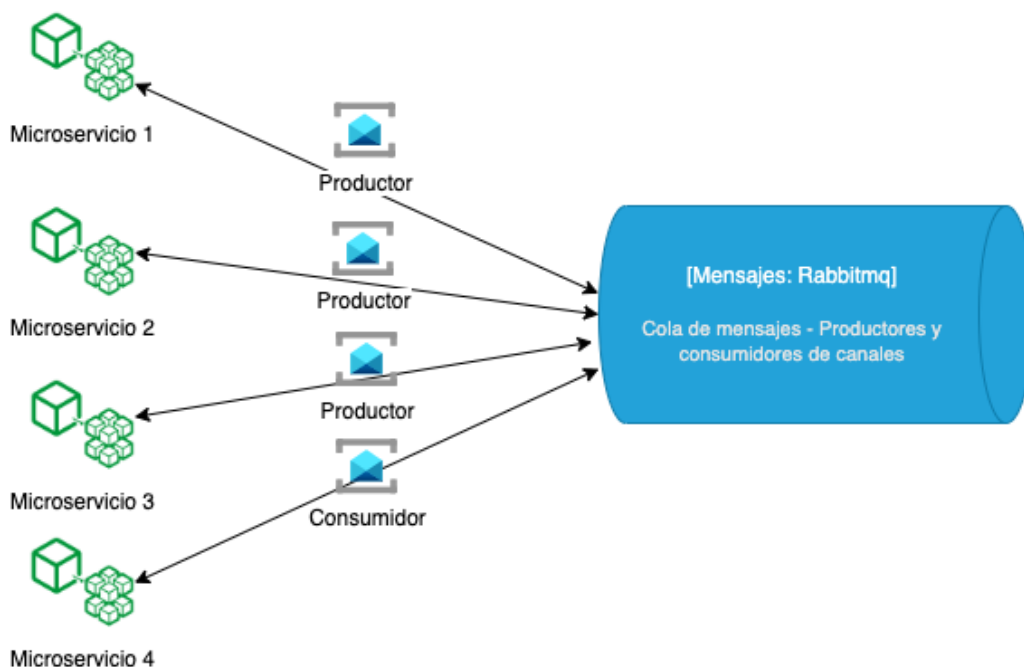 Microservicio 1
Productor
Microservicio 2
Productor
[Mensajes: Rabbitmq]
Cola de mensajes - Productores y
consumidores de canales
Productor
Microservicio 3
Consumidor
Microservicio 4